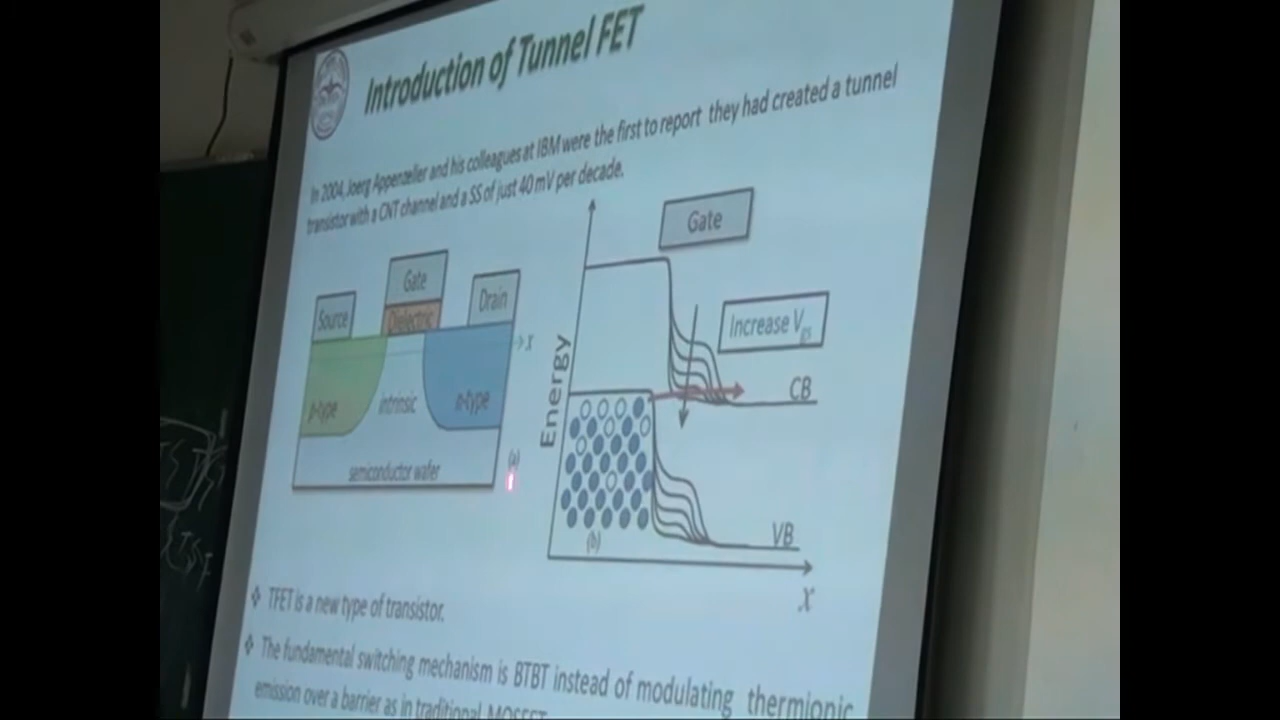 Introduction of Tunnel FET
In 2004, Joerg Appenzeller and his colleagues at IBM were the first to report they had created a tunnel
transistor with a CNT channel and a SS of just 40 mV per decade.
Gate
Gate
Source
Dielectric
Drain
Increase Vgs
x
Energy
CB
p-type
intrinsic
n-type
semiconductor wafer
(a)
VB
(b)
x
❖ TFET is a new type of transistor.
❖ The fundamental switching mechanism is BTBT instead of modulating thermionic
emission over a barrier as in traditional MOSFET